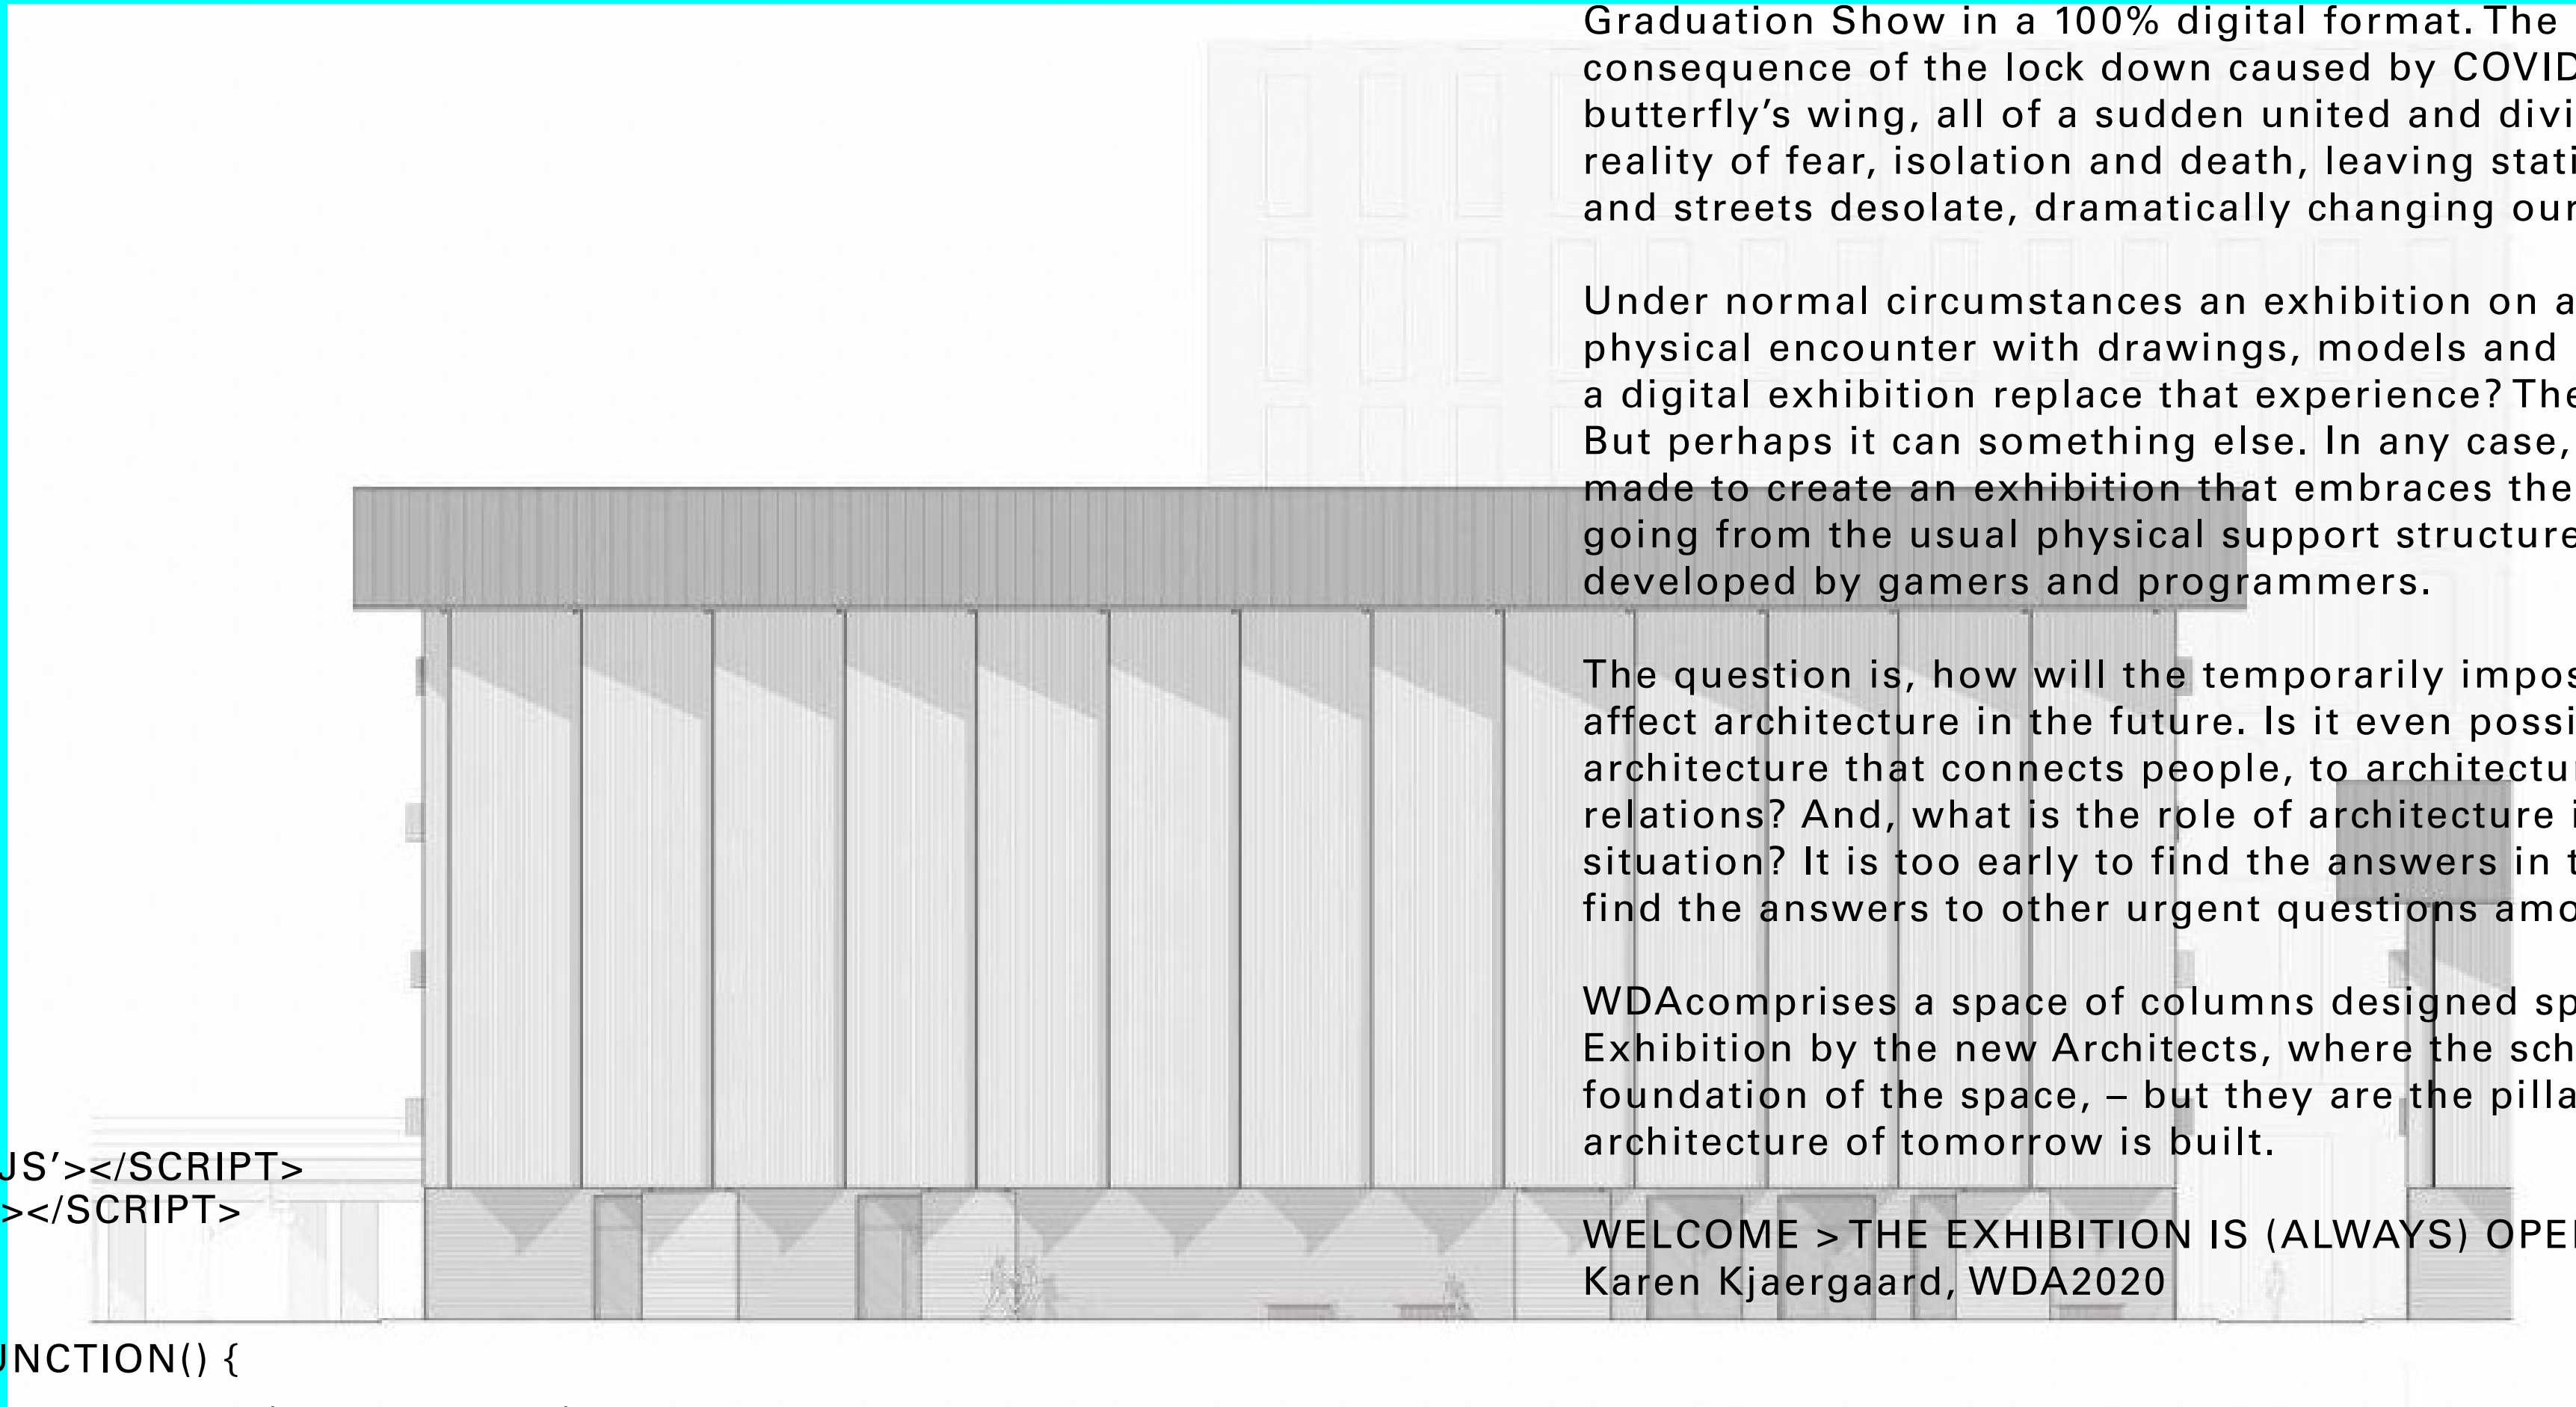 Graduation Show in a 100% digital format. The
consequence of the lock down caused by COVID
butterfly’s wing, all of a sudden united and divi
reality of fear, isolation and death, leaving stati
and streets desolate, dramatically changing our
Under normal circumstances an exhibition on a
physical encounter with drawings, models and
a digital exhibition replace that experience? The
But perhaps it can something else. In any case,
made to create an exhibition that embraces the
going from the usual physical support structure
developed by gamers and programmers.
The question is, how will the temporarily impos
affect architecture in the future. Is it even possi
architecture that connects people, to architectu
relations? And, what is the role of architecture i
situation? It is too early to find the answers in t
find the answers to other urgent questions amo
WDAcomprises a space of columns designed sp
Exhibition by the new Architects, where the sch
foundation of the space, – but they are the pilla
architecture of tomorrow is built.
WELCOME > THE EXHIBITION IS (ALWAYS) OPE
Karen Kjaergaard, WDA2020
JS’></SCRIPT>
></SCRIPT>
UNCTION() {